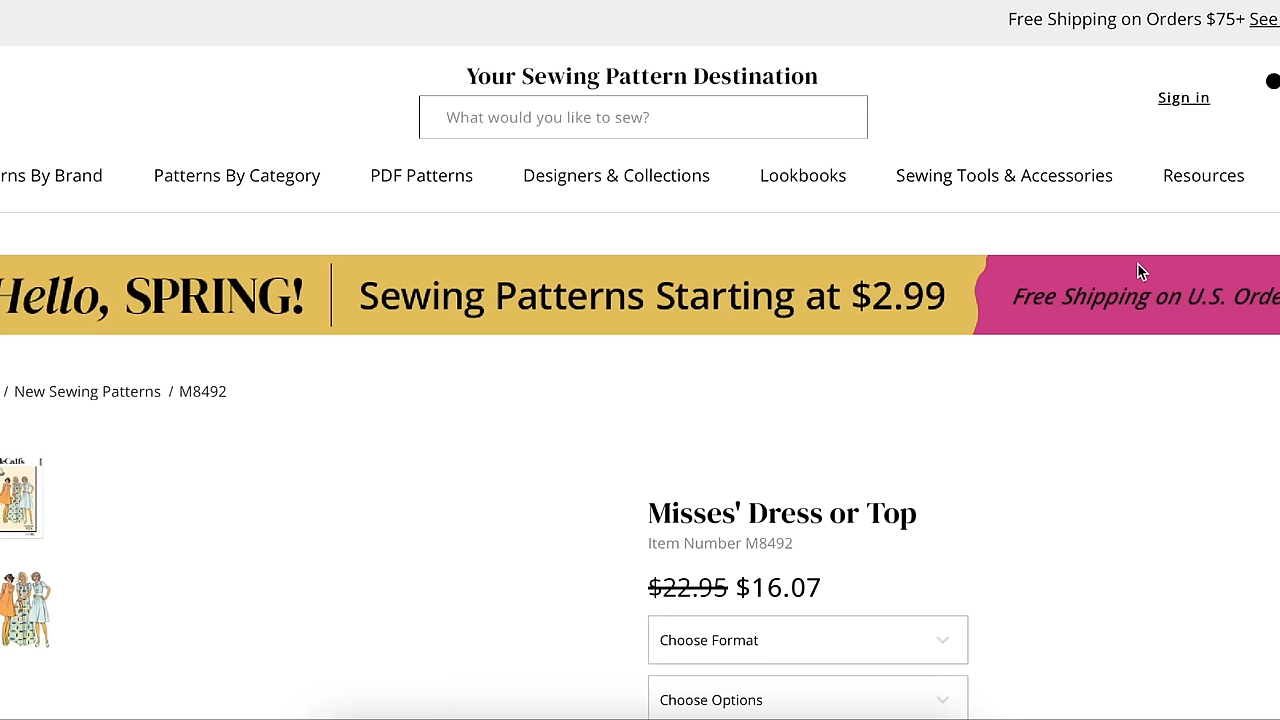 Free Shipping on Orders $75+ See
Your Sewing Pattern Destination
What would you like to sew?
Sign in
rns By Brand Patterns By Category PDF Patterns Designers & Collections Lookbooks Sewing Tools & Accessories Resources
Hello, SPRING! Sewing Patterns Starting at $2.99 Free Shipping on U.S. Orde
/ New Sewing Patterns / M8492
Misses' Dress or Top
Item Number M8492
$22.95 $16.07
Choose Format
Choose Options